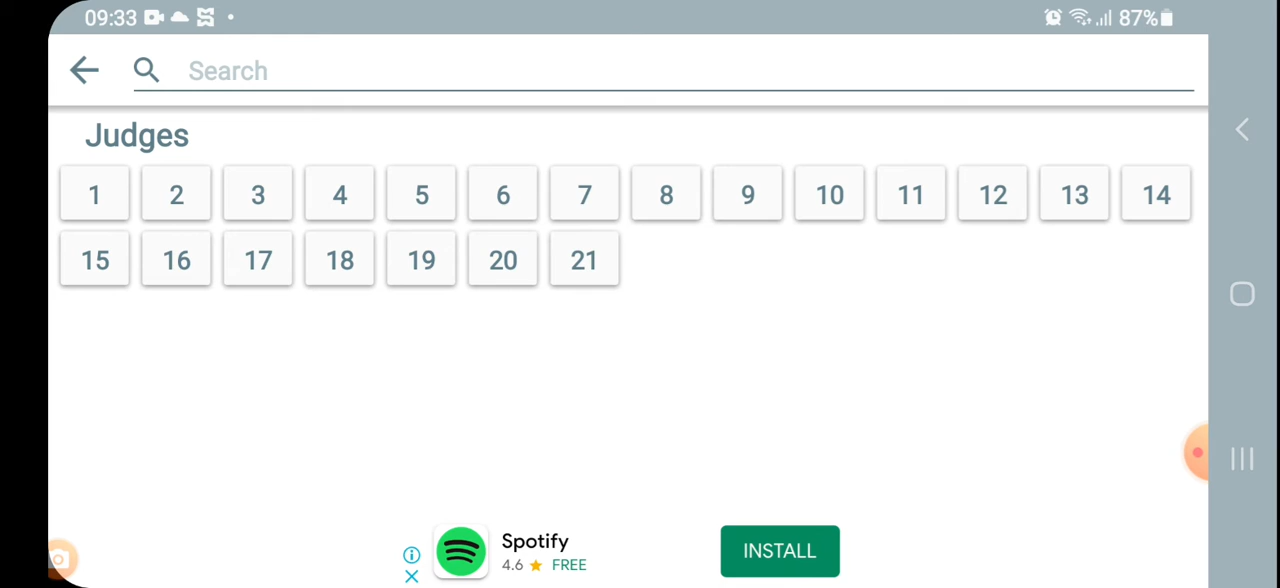 09:33 87%
Search
Judges
1 2 3 4 5 6 7 8 9 10 11 12 13 14
15 16 17 18 19 20 21
Spotify
4.6 ★ FREE
INSTALL